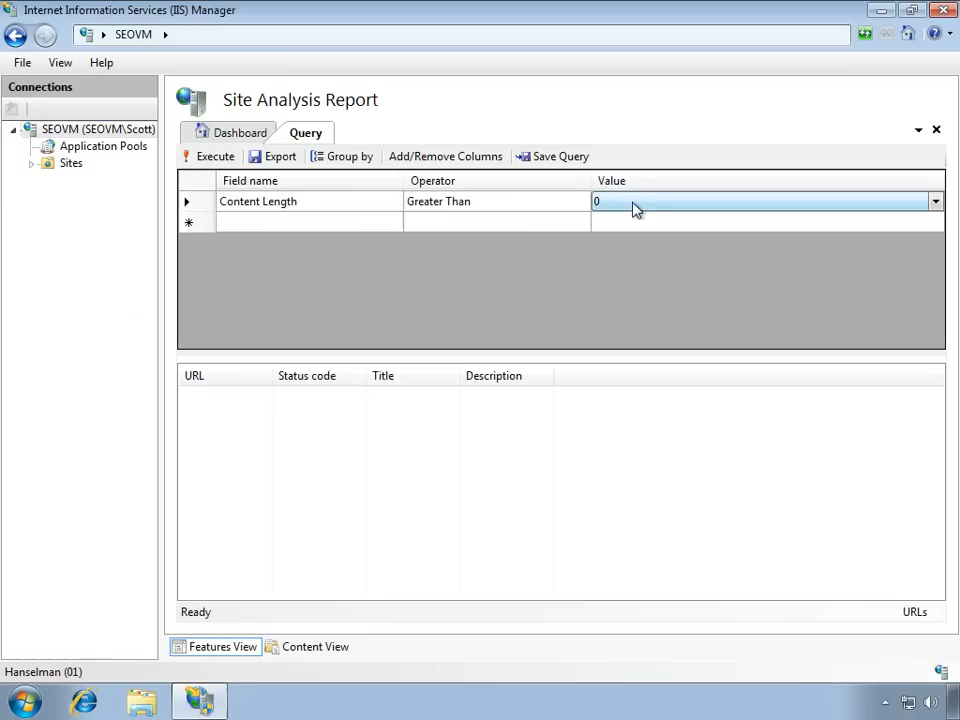 Internet Information Services (IIS) Manager
SEOVM
File View Help
Connections
Site Analysis Report
SEOVM (SEOVM\Scott)
Application Pools
Sites
Dashboard Query
Execute Export Group by Add/Remove Columns Save Query
Field name Operator Value
Content Length Greater Than 0
URL Status code Title Description
Ready URLs
Features View Content View
Hanselman (01)